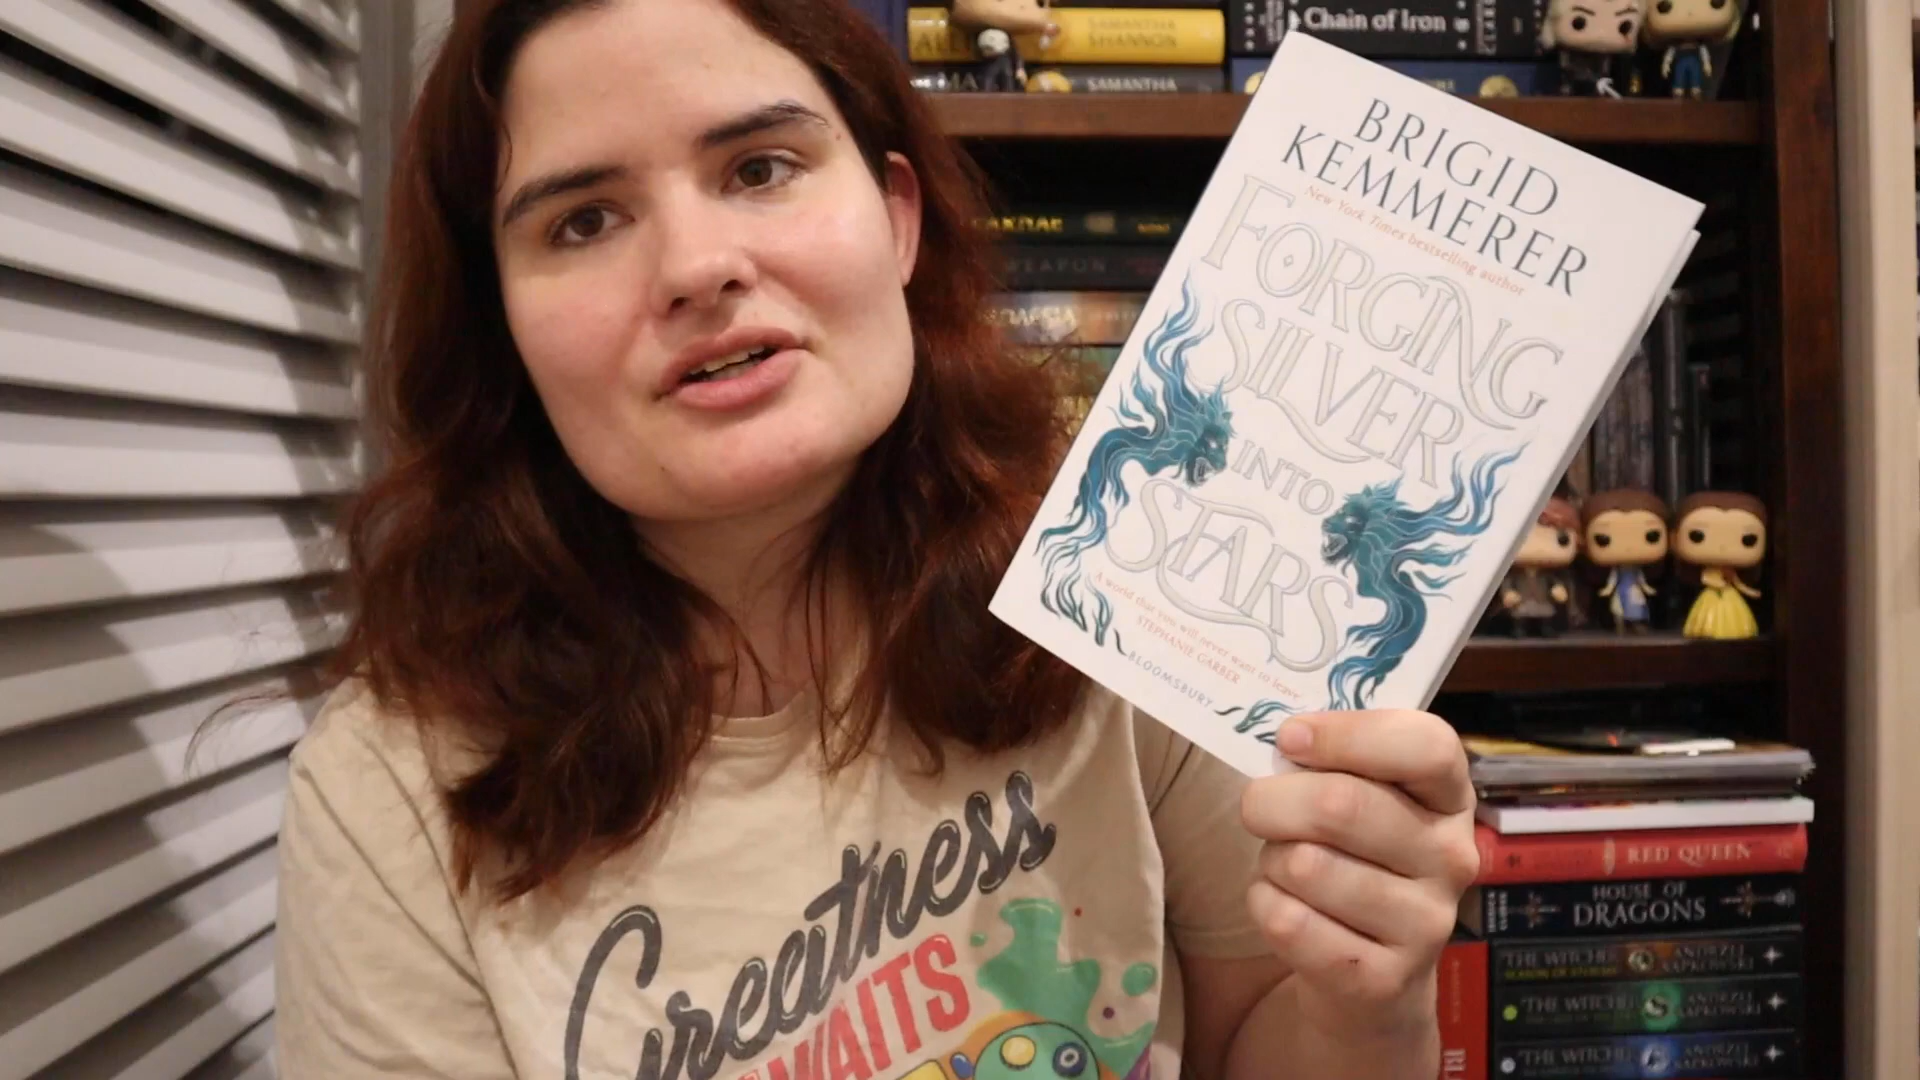 BRIGID
KEMMERER
New York Times bestselling author
FORGING
SILVER
INTO
STARS
A world that you will never want to leave
STEPHANIE GARBER
BLOOMSBURY
Greatness
AWAITS
SAMANTHA
SHANNON
SAMANTHA
Chain of Iron
WEAPON
RED QUEEN
HOUSE OF
DRAGONS
THE WITCHER
ANDRZEJ
SAPKOWSKI
THE WITCHER
ANDRZEJ
SAPKOWSKI
THE WITCHER
ANDRZEJ
SAPKOWSKI